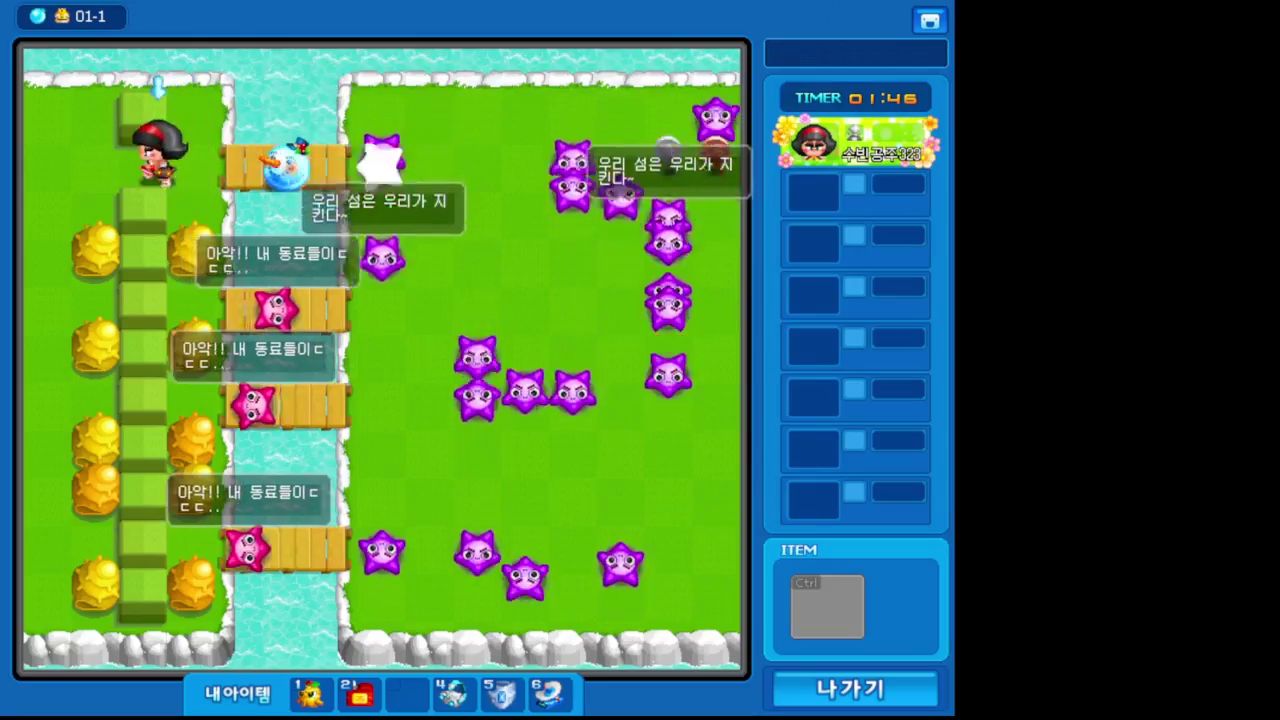 01-1
TIMER 01:46
수빈공주323
우리 섬은 우리가 지
킨다~
우리 섬은 우리가 지
킨다~
아악!! 내 동료들이ㄷ
ㄷㄷ..
아악!! 내 동료들이ㄷ
ㄷㄷ..
아악!! 내 동료들이ㄷ
ㄷㄷ..
ITEM
Ctrl
내아이템
1
2
4
5
6
나가기